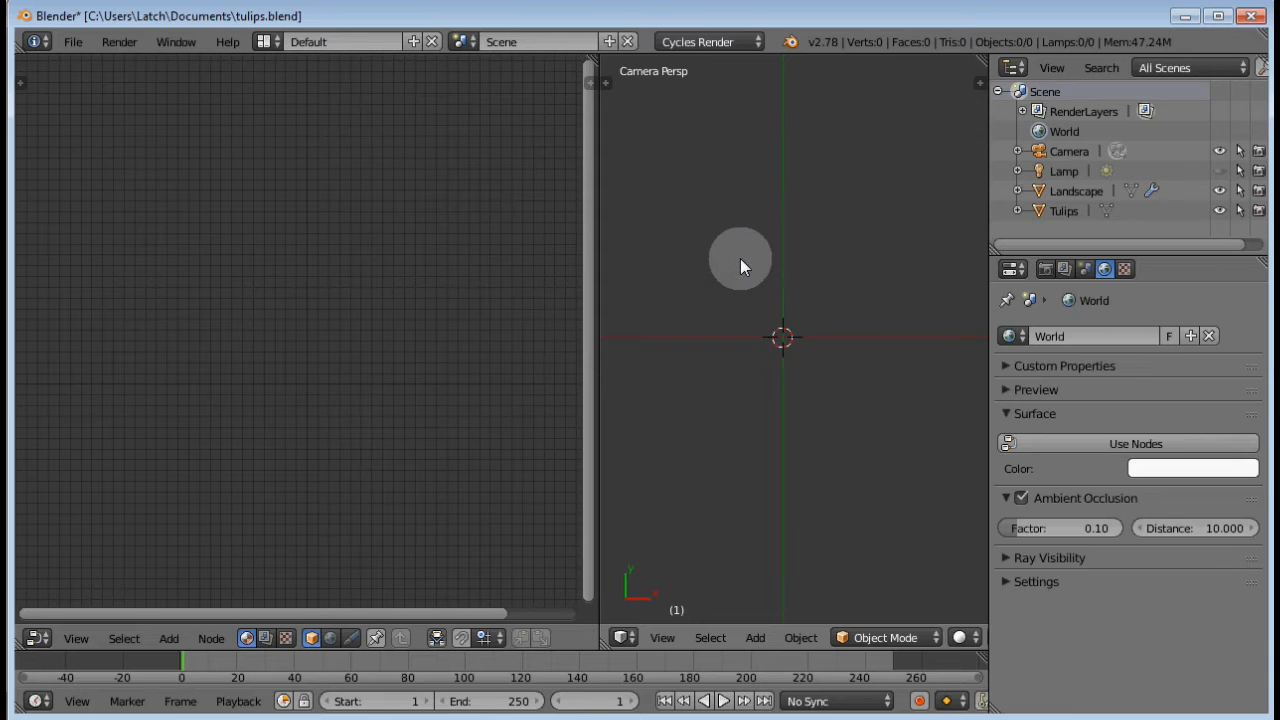 Blender* [C:\Users\Latch\Documents\tulips.blend]
File Render Window Help Default Scene Cycles Render v2.78 | Verts:0 | Faces:0 | Tris:0 | Objects:0/0 | Lamps:0/0 | Mem:47.24M
Camera Persp
View Search All Scenes
Scene
RenderLayers
World
Camera
Lamp
Landscape
Tulips
World
World F
Custom Properties
Preview
Surface
Use Nodes
Color:
Ambient Occlusion
Factor: 0.10 Distance: 10.000
Ray Visibility
Settings
y
x
(1)
View Select Add Node View Select Add Object Object Mode
-40 -20 0 20 40 60 80 100 120 140 160 180 200 220 240 260
View Marker Frame Playback Start: 1 End: 250 1 No Sync